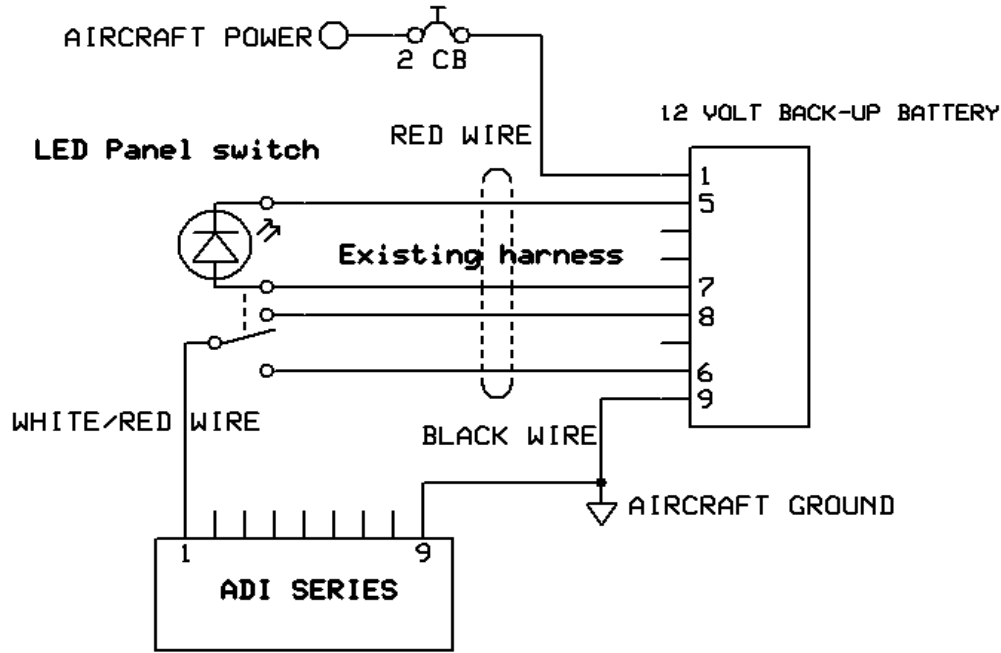 AIRCRAFT POWER
2 CB
12 VOLT BACK-UP BATTERY
RED WIRE
LED Panel switch
1
5
Existing harness
7
8
6
9
WHITE/RED WIRE
BLACK WIRE
AIRCRAFT GROUND
1 9
ADI SERIES